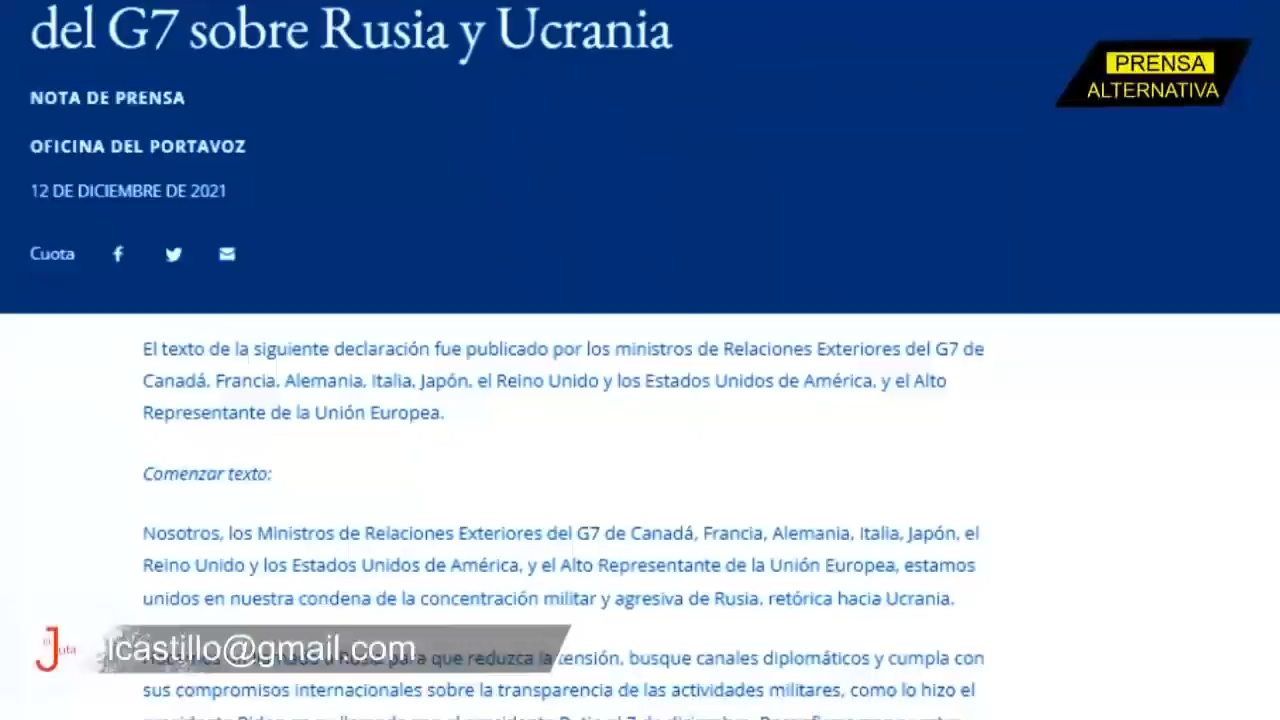 del G7 sobre Rusia y Ucrania
PRENSA
ALTERNATIVA
NOTA DE PRENSA
OFICINA DEL PORTAVOZ
12 DE DICIEMBRE DE 2021
Cuota
El texto de la siguiente declaración fue publicado por los ministros de Relaciones Exteriores del G7 de
Canadá, Francia, Alemania, Italia, Japón, el Reino Unido y los Estados Unidos de América, y el Alto
Representante de la Unión Europea.
Comenzar texto:
Nosotros, los Ministros de Relaciones Exteriores del G7 de Canadá, Francia, Alemania, Italia, Japón, el
Reino Unido y los Estados Unidos de América, y el Alto Representante de la Unión Europea, estamos
unidos en nuestra condena de la concentración militar y agresiva de Rusia. retórica hacia Ucrania.
lcastillo@gmail.com
para que reduzca la tensión, busque canales diplomáticos y cumpla con
sus compromisos internacionales sobre la transparencia de las actividades militares, como lo hizo el